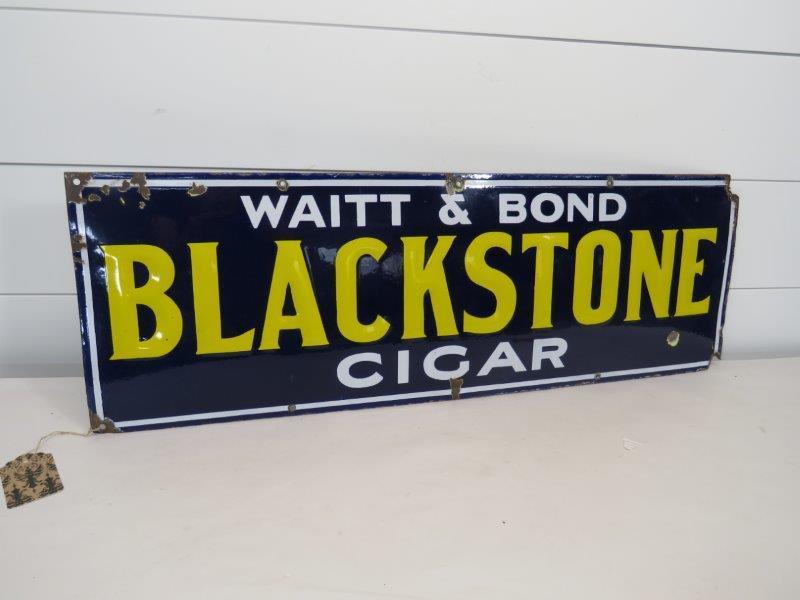 WAITT & BOND
BLACKSTONE
CIGAR